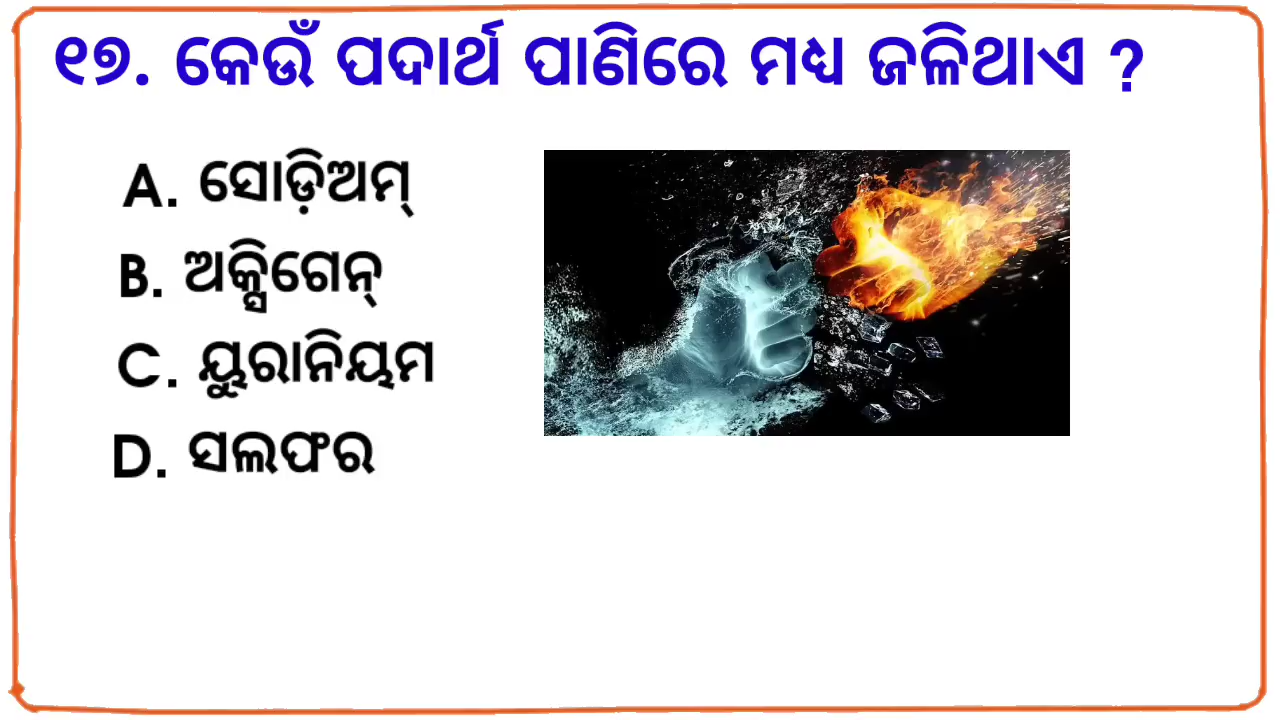 ୧୭. କେଉଁ ପଦାର୍ଥ ପାଣିରେ ମଧ୍ୟ ଜଳିଥାଏ ?
A. ସୋଡ଼ିଅମ୍
B. ଅକ୍ସିଗେନ୍
C. ୟୁରାନିୟମ
D. ସଲଫର